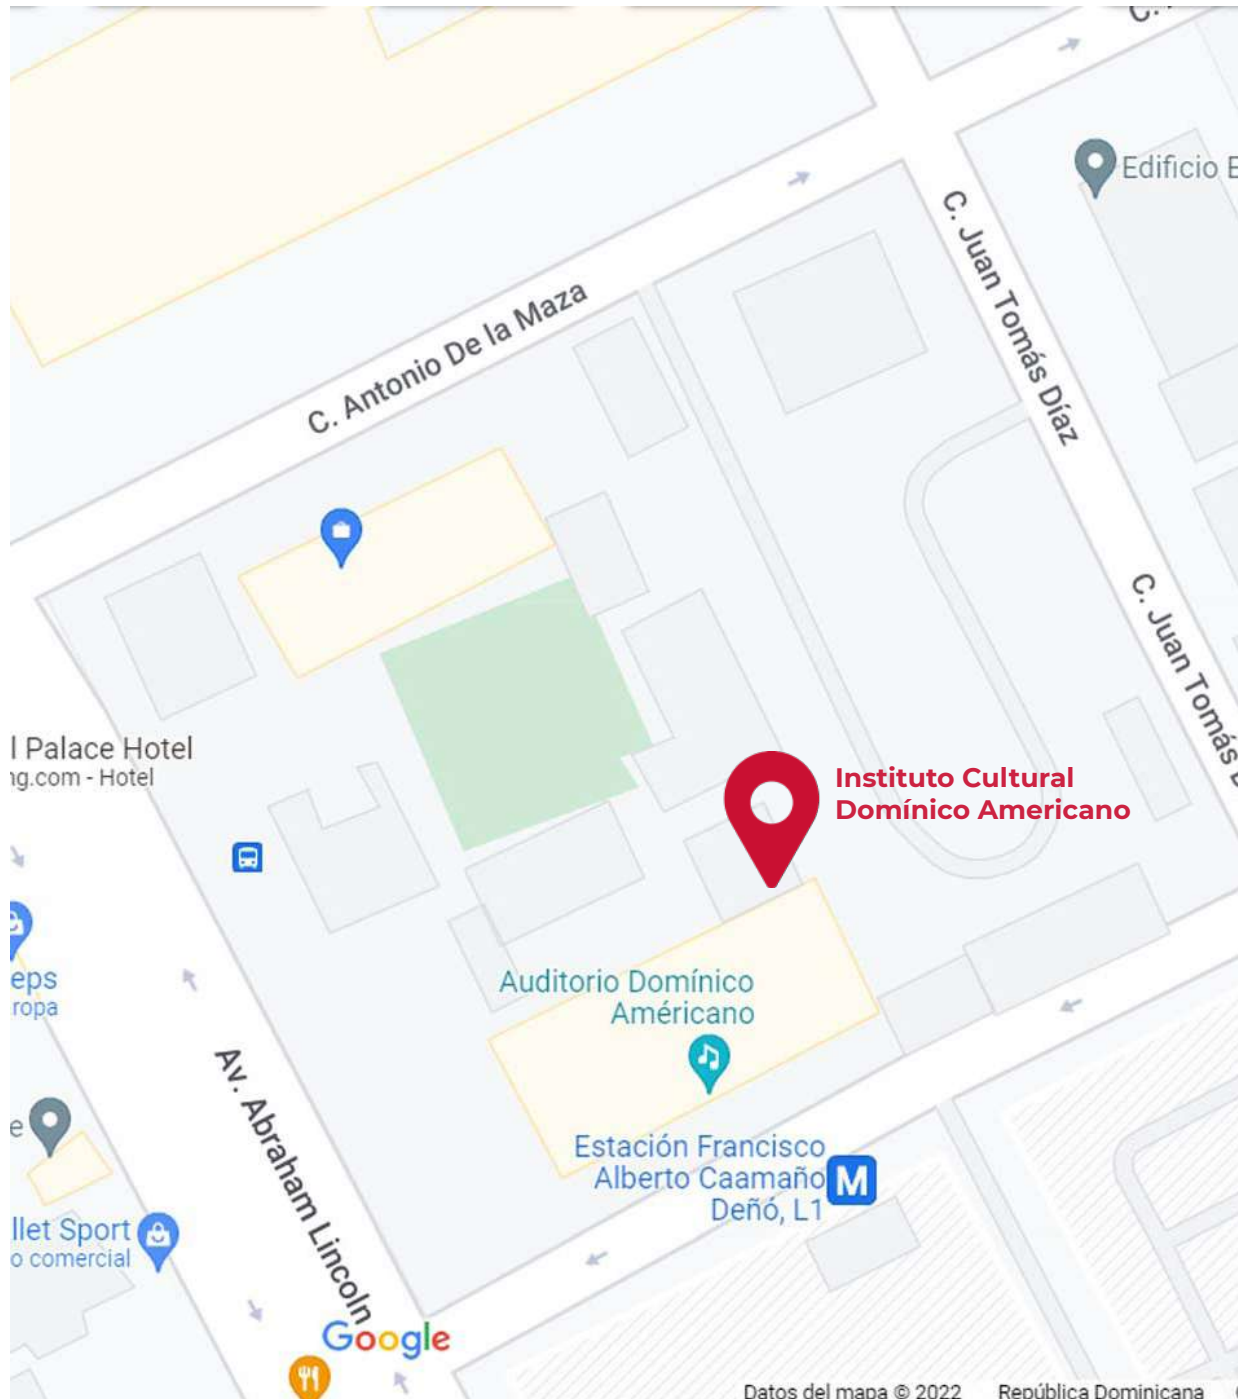 Edificio E
C. Juan Tomás Díaz
C. Antonio De la Maza
C. Juan Tomás
l Palace Hotel
ng.com - Hotel
Instituto Cultural
Domínico Americano
eps
ropa
Auditorio Domínico
Américano
Av. Abraham Lincoln
e
Estación Francisco
Alberto Caamaño
Deñó, L1
M
llet Sport
o comercial
Google
Datos del mapa © 2022 República Dominicana